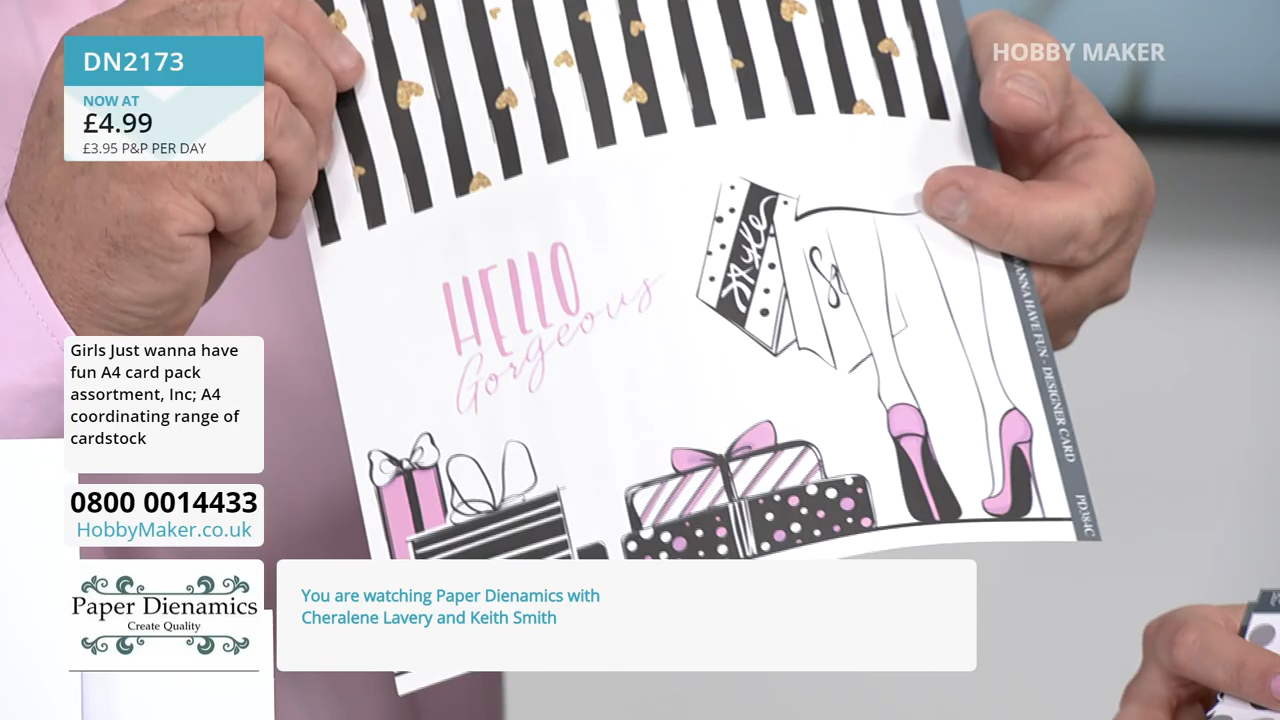 DN2173
NOW AT
£4.99
£3.95 P&P PER DAY
HOBBY MAKER
Style
HELLO
Gorgeous
ANNA HAVE FUN - DESIGNER CARD
PD384C
Girls Just wanna have
fun A4 card pack
assortment, Inc; A4
coordinating range of
cardstock
0800 0014433
HobbyMaker.co.uk
Paper Dienamics
Create Quality
You are watching Paper Dienamics with
Cheralene Lavery and Keith Smith